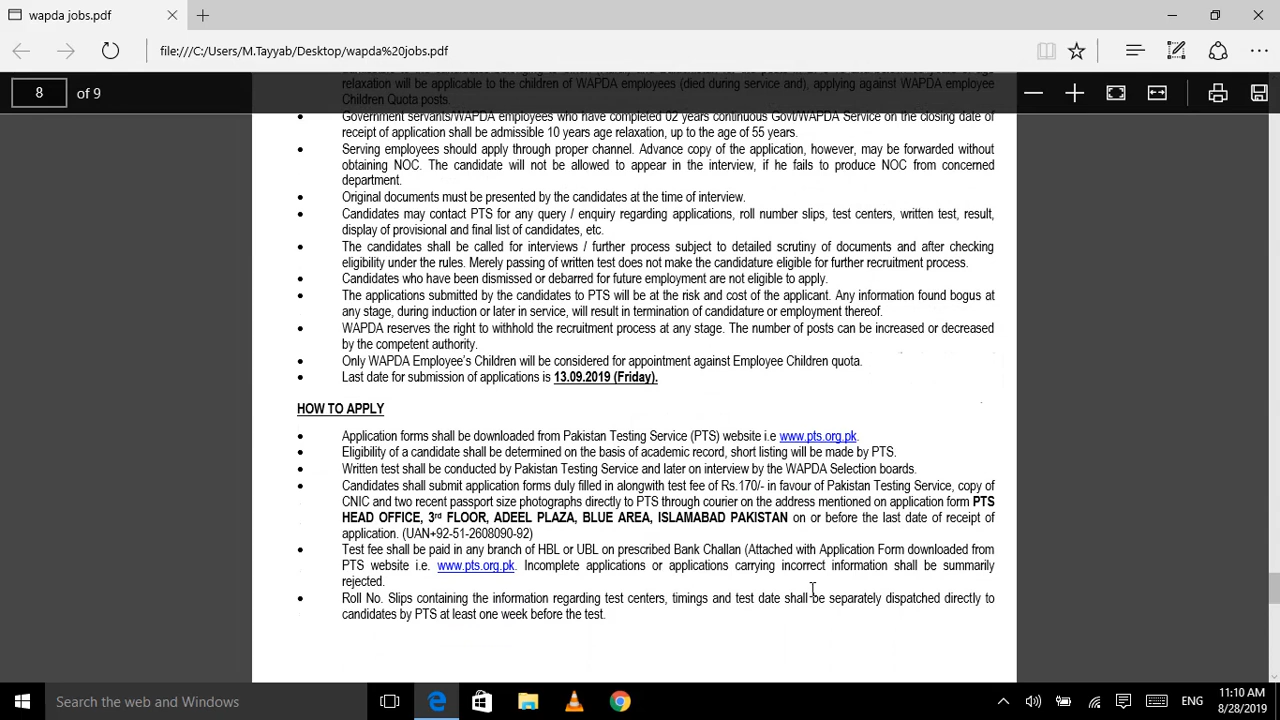 wapda jobs.pdf
file:///C:/Users/M.Tayyab/Desktop/wapda%20jobs.pdf
8 of 9
relaxation will be applicable to the children of WAPDA employees (died during service and), applying against WAPDA employee
Children Quota posts.
• Government servants/WAPDA employees who have completed 02 years continuous Govt/WAPDA Service on the closing date of
receipt of application shall be admissible 10 years age relaxation, up to the age of 55 years.
• Serving employees should apply through proper channel. Advance copy of the application, however, may be forwarded without
obtaining NOC. The candidate will not be allowed to appear in the interview, if he fails to produce NOC from concerned
department.
• Original documents must be presented by the candidates at the time of interview.
• Candidates may contact PTS for any query / enquiry regarding applications, roll number slips, test centers, written test, result,
display of provisional and final list of candidates, etc.
• The candidates shall be called for interviews / further process subject to detailed scrutiny of documents and after checking
eligibility under the rules. Merely passing of written test does not make the candidature eligible for further recruitment process.
• Candidates who have been dismissed or debarred for future employment are not eligible to apply.
• The applications submitted by the candidates to PTS will be at the risk and cost of the applicant. Any information found bogus at
any stage, during induction or later in service, will result in termination of candidature or employment thereof.
• WAPDA reserves the right to withhold the recruitment process at any stage. The number of posts can be increased or decreased
by the competent authority.
• Only WAPDA Employee's Children will be considered for appointment against Employee Children quota.
• Last date for submission of applications is 13.09.2019 (Friday).
HOW TO APPLY
• Application forms shall be downloaded from Pakistan Testing Service (PTS) website i.e www.pts.org.pk.
• Eligibility of a candidate shall be determined on the basis of academic record, short listing will be made by PTS.
• Written test shall be conducted by Pakistan Testing Service and later on interview by the WAPDA Selection boards.
• Candidates shall submit application forms duly filled in alongwith test fee of Rs.170/- in favour of Pakistan Testing Service, copy of
CNIC and two recent passport size photographs directly to PTS through courier on the address mentioned on application form PTS
HEAD OFFICE, 3rd FLOOR, ADEEL PLAZA, BLUE AREA, ISLAMABAD PAKISTAN on or before the last date of receipt of
application. (UAN+92-51-2608090-92)
• Test fee shall be paid in any branch of HBL or UBL on prescribed Bank Challan (Attached with Application Form downloaded from
PTS website i.e. www.pts.org.pk. Incomplete applications or applications carrying incorrect information shall be summarily
rejected.
• Roll No. Slips containing the information regarding test centers, timings and test date shall be separately dispatched directly to
candidates by PTS at least one week before the test.
Search the web and Windows
ENG
11:10 AM
8/28/2019